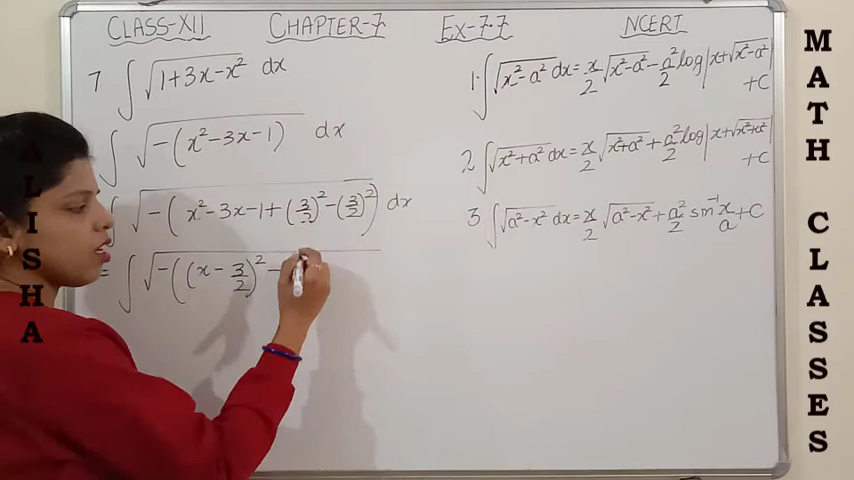 CLASS-XII CHAPTER-7 EX-7.7 NCERT
7 ∫ √(1+3x-x²) dx
∫ √(-(x²-3x-1)) dx
∫ √(-(x²-3x-1+(3/2)²-(3/2)²)) dx
= ∫ √(-((x-3/2)² -
1. ∫ √(x²-a²) dx = x/2 √(x²-a²) - a²/2 log|x+√(x²-a²)|
+C
2 ∫ √(x²+a²) dx = x/2 √(x²+a²) + a²/2 log|x+√(x²+a²)|
+C
3 ∫ √(a²-x²) dx = x/2 √(a²-x²) + a²/2 sin⁻¹ x/a + C
ALISHA
MATH CLASSES